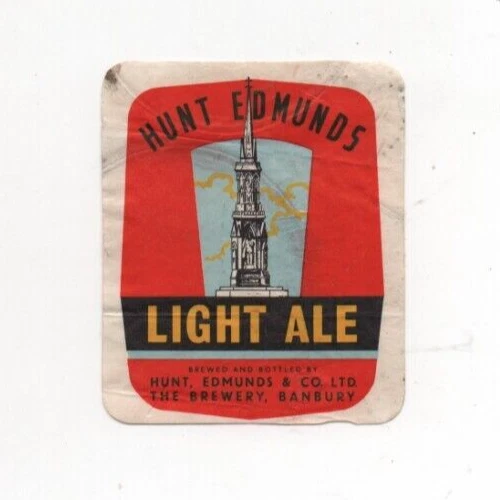 HUNT EDMUNDS
LIGHT ALE
BREWED AND BOTTLED BY
HUNT, EDMUNDS & CO. LTD.
THE BREWERY, BANBURY